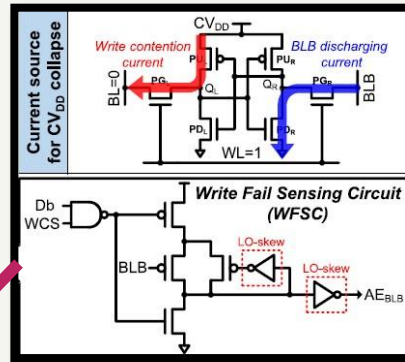 Current source
for CVDD collapse
CVDD
Write contention
current
BLB discharging
current
PUL
PUR
BL=0
PGL
QL
QR
PGR
BLB
PDL
PDR
WL=1
Write Fail Sensing Circuit
(WFSC)
Db
WCS
BLB
LO-skew
LO-skew
AEBLB